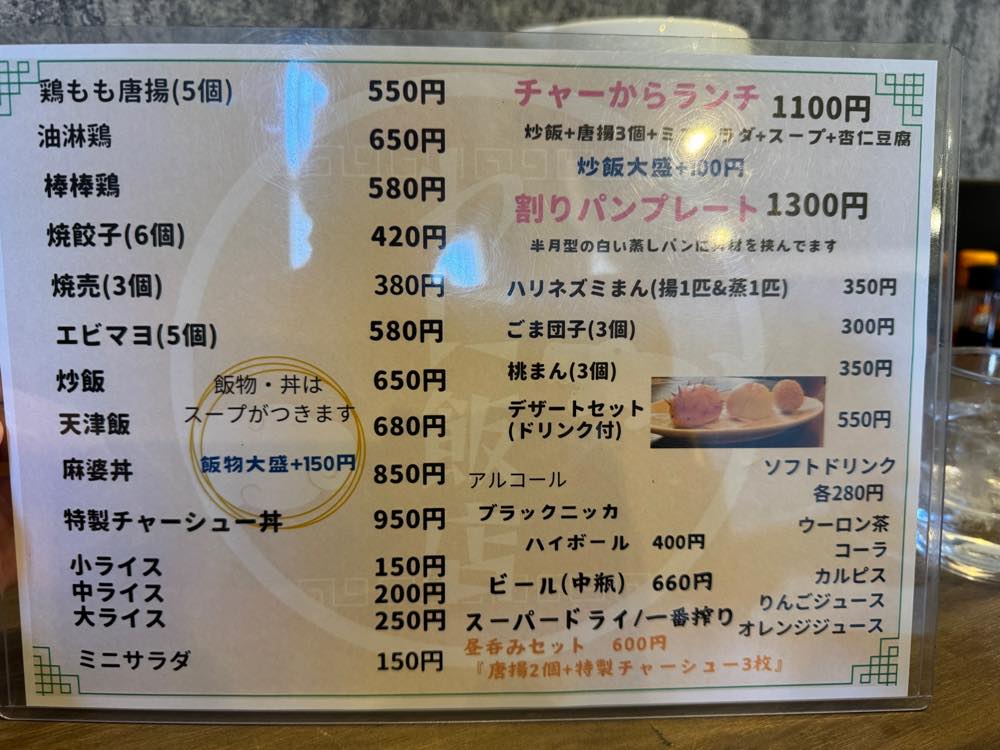 鶏もも唐揚(5個) 550円
油淋鶏 650円
棒棒鶏 580円
焼餃子(6個) 420円
焼売(3個) 380円
エビマヨ(5個) 580円
炒飯 650円
天津飯 680円
麻婆丼 850円
特製チャーシュー丼 950円
小ライス 150円
中ライス 200円
大ライス 250円
ミニサラダ 150円
飯物・丼は
スープがつきます
飯物大盛+150円
チャーからランチ 1100円
炒飯+唐揚3個+ミニサラダ+スープ+杏仁豆腐
炒飯大盛+100円
割りパンプレート 1300円
半月型の白い蒸しパンに具材を挟んでます
ハリネズミまん(揚1匹&蒸1匹) 350円
ごま団子(3個) 300円
桃まん(3個) 350円
デザートセット
(ドリンク付) 550円
アルコール
ブラックニッカ
ハイボール 400円
ビール(中瓶) 660円
スーパードライ/一番搾り
昼呑みセット 600円
『唐揚2個+特製チャーシュー3枚』
ソフトドリンク
各280円
ウーロン茶
コーラ
カルピス
りんごジュース
オレンジジュース